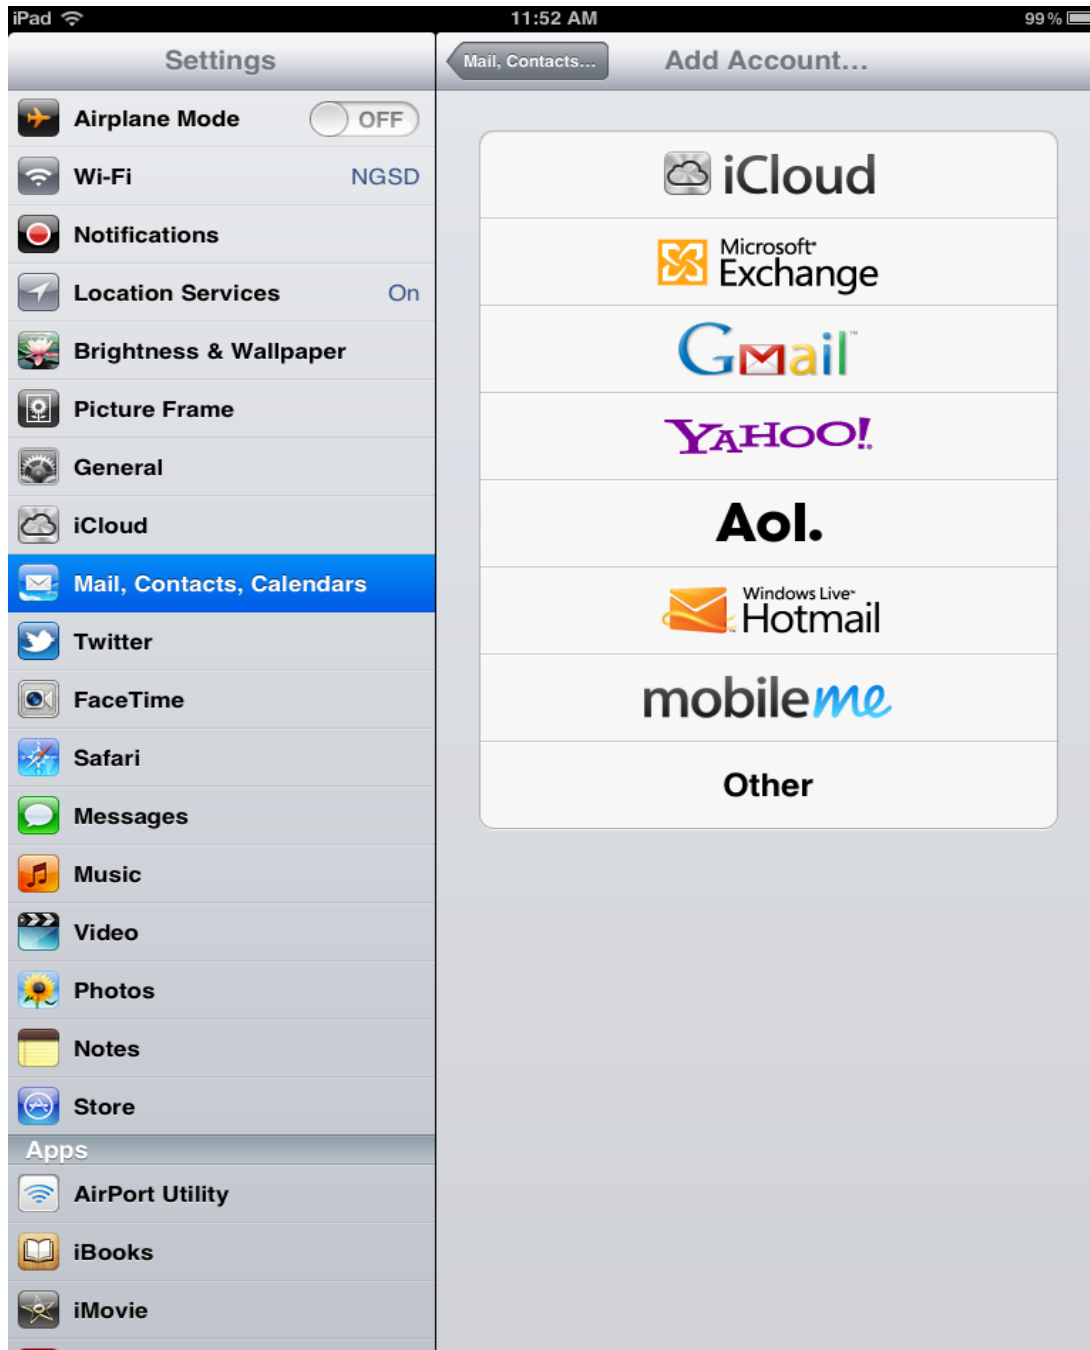 iPad 11:52 AM 99%
Settings
Airplane Mode OFF
Wi-Fi NGSD
Notifications
Location Services On
Brightness & Wallpaper
Picture Frame
General
iCloud
Mail, Contacts, Calendars
Twitter
FaceTime
Safari
Messages
Music
Video
Photos
Notes
Store
Apps
AirPort Utility
iBooks
iMovie
Mail, Contacts... Add Account...
iCloud
Microsoft
Exchange
Gmail™
YAHOO!
Aol.
Windows Live™
Hotmail
mobileme
Other